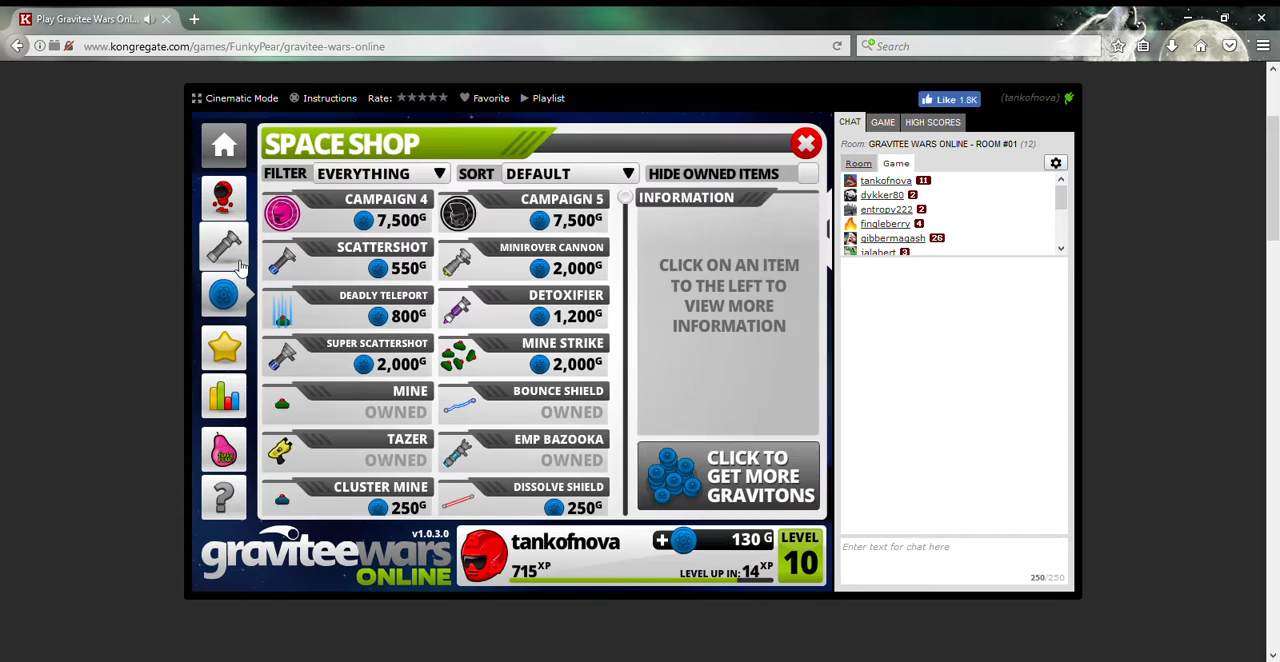 Play Gravitee Wars Onl...
www.kongregate.com/games/FunkyPear/gravitee-wars-online
Search
Cinematic Mode
Instructions
Rate:
Favorite
Playlist
Like 1.8K
(tankofnova)
SPACE SHOP
FILTER EVERYTHING
SORT DEFAULT
HIDE OWNED ITEMS
CAMPAIGN 4
7,500G
CAMPAIGN 5
7,500G
SCATTERSHOT
550G
MINIROVER CANNON
2,000G
DEADLY TELEPORT
800G
DETOXIFIER
1,200G
SUPER SCATTERSHOT
2,000G
MINE STRIKE
2,000G
MINE
OWNED
BOUNCE SHIELD
OWNED
TAZER
OWNED
EMP BAZOOKA
OWNED
CLUSTER MINE
250G
DISSOLVE SHIELD
250G
INFORMATION
CLICK ON AN ITEM
TO THE LEFT TO
VIEW MORE
INFORMATION
CLICK TO
GET MORE
GRAVITONS
v1.0.3.0
graviteewars
ONLINE
tankofnova
130 G
715XP
LEVEL UP IN: 14XP
LEVEL
10
CHAT
GAME
HIGH SCORES
Room: GRAVITEE WARS ONLINE - ROOM #01 (12)
Room
Game
tankofnova 11
dykker80 2
entropy222 2
fingleberry 4
gibbermagash 26
jalabert 3
Enter text for chat here
250/250